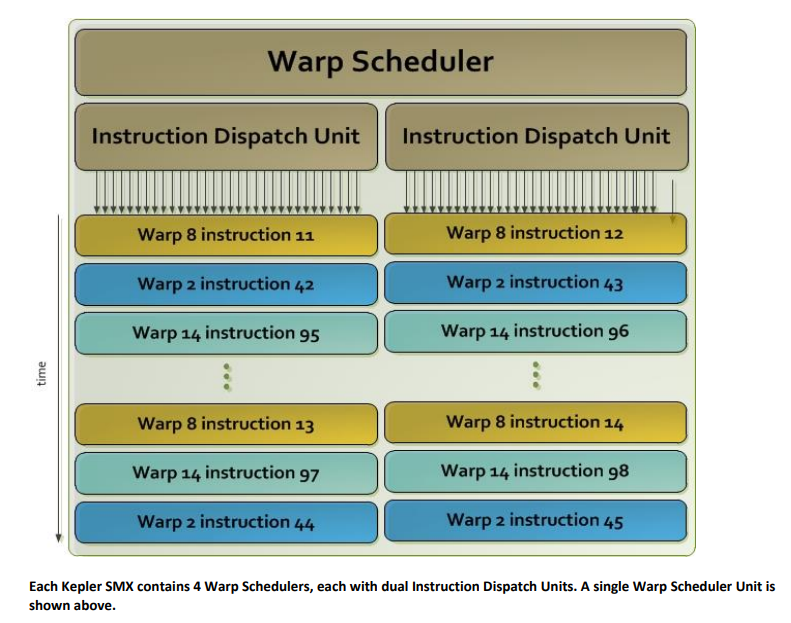 Warp Scheduler
Instruction Dispatch Unit
Instruction Dispatch Unit
Warp 8 instruction 11
Warp 8 instruction 12
Warp 2 instruction 42
Warp 2 instruction 43
Warp 14 instruction 95
Warp 14 instruction 96
time
Warp 8 instruction 13
Warp 8 instruction 14
Warp 14 instruction 97
Warp 14 instruction 98
Warp 2 instruction 44
Warp 2 instruction 45
Each Kepler SMX contains 4 Warp Schedulers, each with dual Instruction Dispatch Units. A single Warp Scheduler Unit is
shown above.